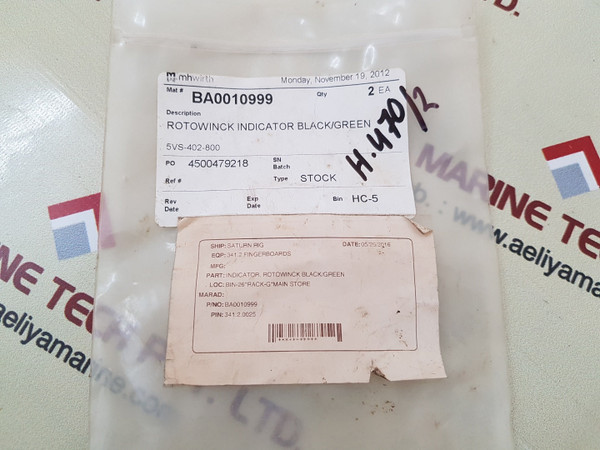 mhwirth
Monday, November 19, 2012
Mat # BA0010999 Qty 2 EA
Description
ROTOWINCK INDICATOR BLACK/GREEN
5VS-402-800
PO 4500479218 SN Batch
Ref # Type STOCK
Rev Date Exp Date Bin HC-5
H.470/2
SHIP: SATURN RIG DATE:
EQP: 341.2.FINGERBOARDS
MFG:
PART: INDICATOR, ROTOWINCK BLACK/GREEN
LOC: BIN-26"RACK-G"MAIN STORE
MARAD:
P/NO: BA0010999
PIN: 341.2.0025
MARINE TECH
www.aeliyamarine
MARINE TECH P. LTD.
aeliyamarine.com